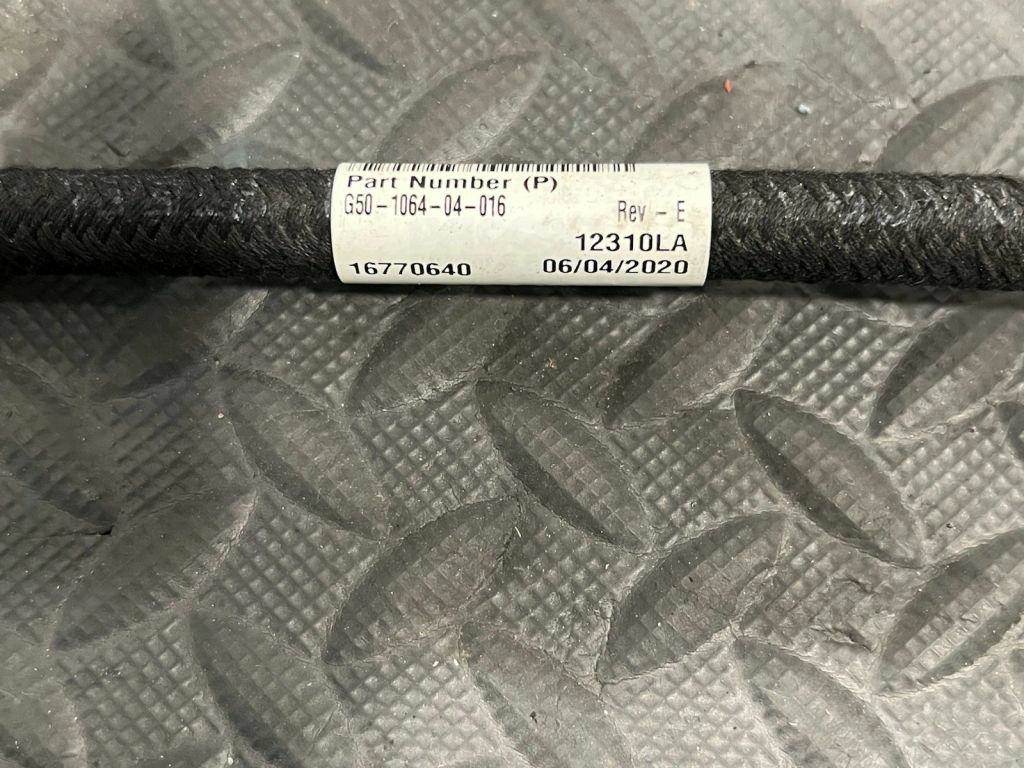 Part Number (P)
G50-1064-04-016 Rev - E
12310LA
16770640 06/04/2020